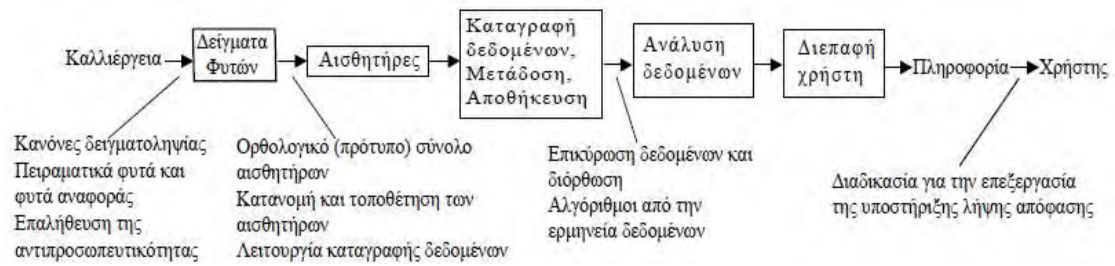 Καλλιέργεια
Δείγματα
Φυτών
Αισθητήρες
Καταγραφή
δεδομένων,
Μετάδοση,
Αποθήκευση
Ανάλυση
δεδομένων
Διεπαφή
χρήστη
Πληροφορία
Χρήστης
Κανόνες δειγματοληψίας
Πειραματικά φυτά και
φυτά αναφοράς
Επαλήθευση της
αντιπροσωπευτικότητας
Ορθολογικό (πρότυπο) σύνολο
αισθητήρων
Κατανομή και τοποθέτηση των
αισθητήρων
Λειτουργία καταγραφής δεδομένων
Επικύρωση δεδομένων και
διόρθωση
Αλγόριθμοι από την
ερμηνεία δεδομένων
Διαδικασία για την επεξεργασία
της υποστήριξης λήψης απόφασης